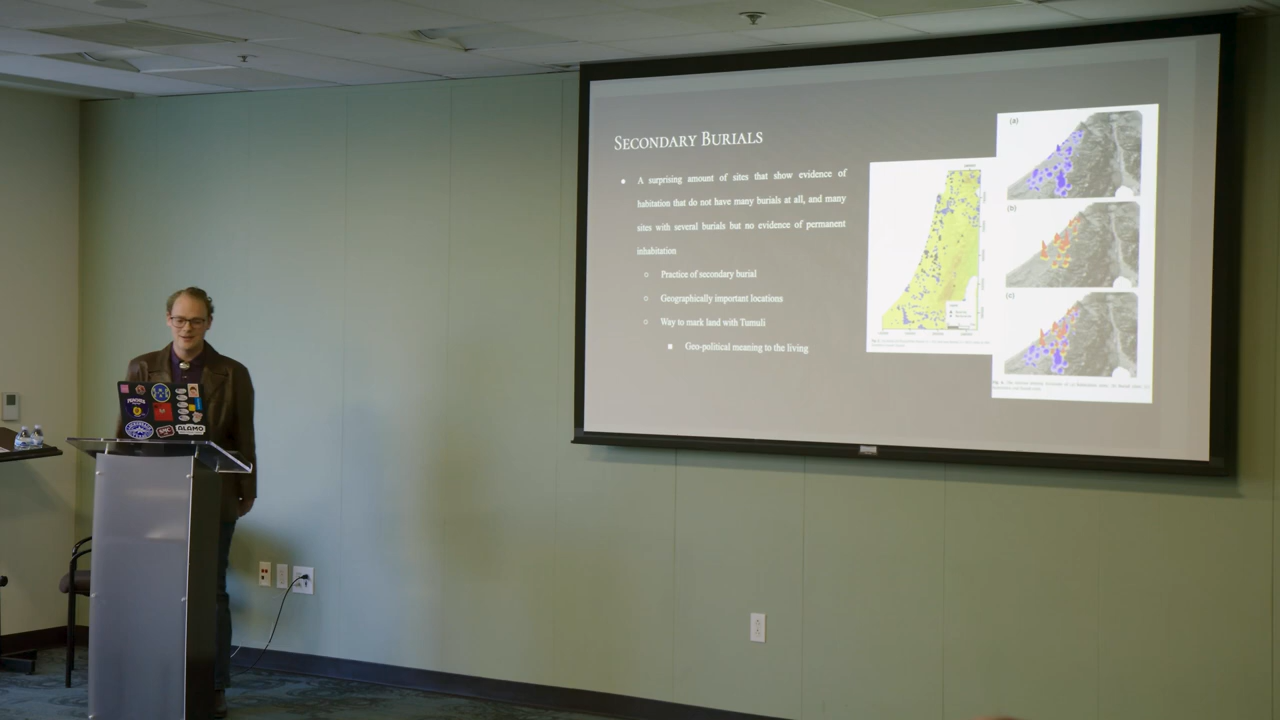 SECONDARY BURIALS
● A surprising amount of sites that show evidence of
habitation that do not have many burials at all, and many
sites with several burials but no evidence of permanent
inhabitation
○ Practice of secondary burial
○ Geographically important locations
○ Way to mark land with Tumuli
■ Geo-political meaning to the living
(a)
(b)
(c)
ALAMO